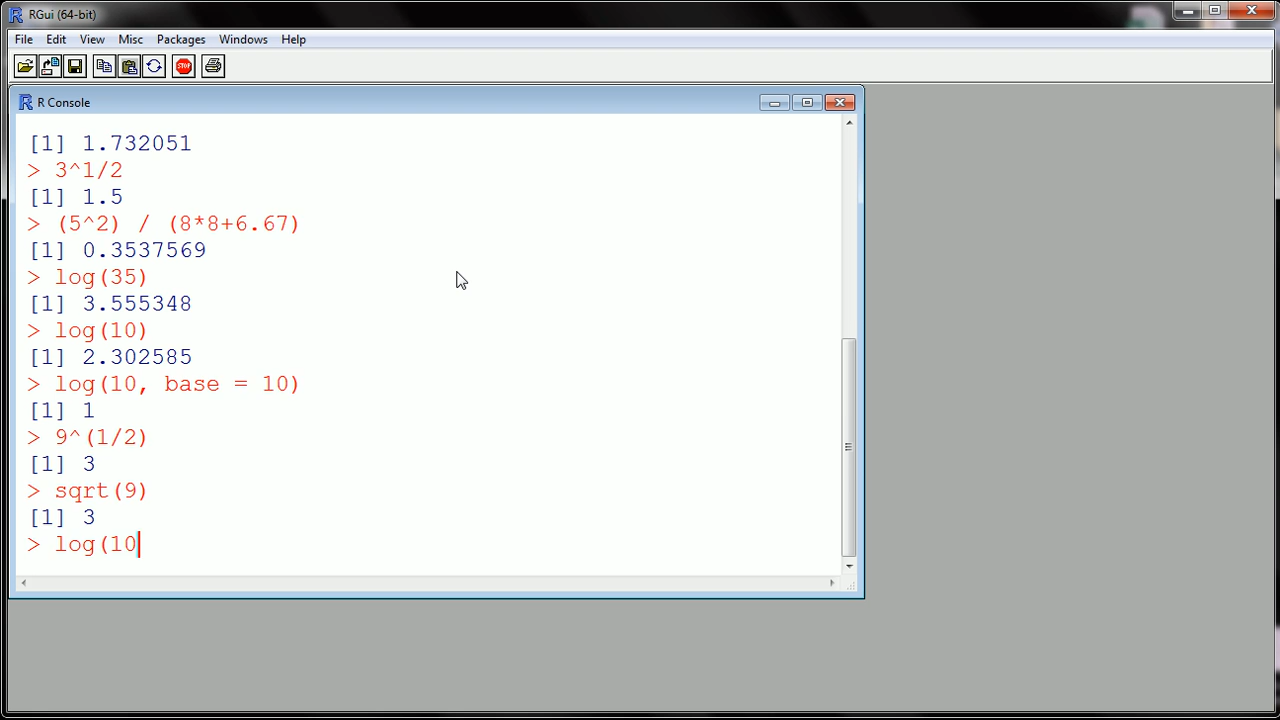 RGui (64-bit)
File Edit View Misc Packages Windows Help
STOP
R Console
[1] 1.732051
> 3^1/2
[1] 1.5
> (5^2) / (8*8+6.67)
[1] 0.3537569
> log(35)
[1] 3.555348
> log(10)
[1] 2.302585
> log(10, base = 10)
[1] 1
> 9^(1/2)
[1] 3
> sqrt(9)
[1] 3
> log(10